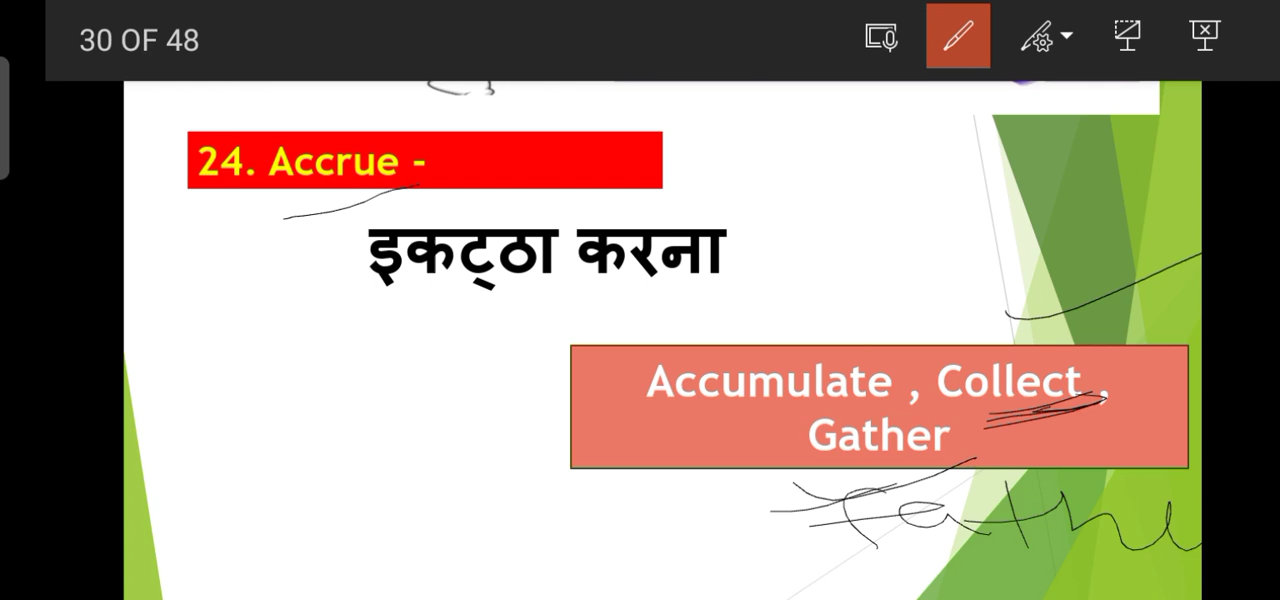 30 OF 48
24. Accrue -
इकट्ठा करना
Accumulate , Collect ,
Gather